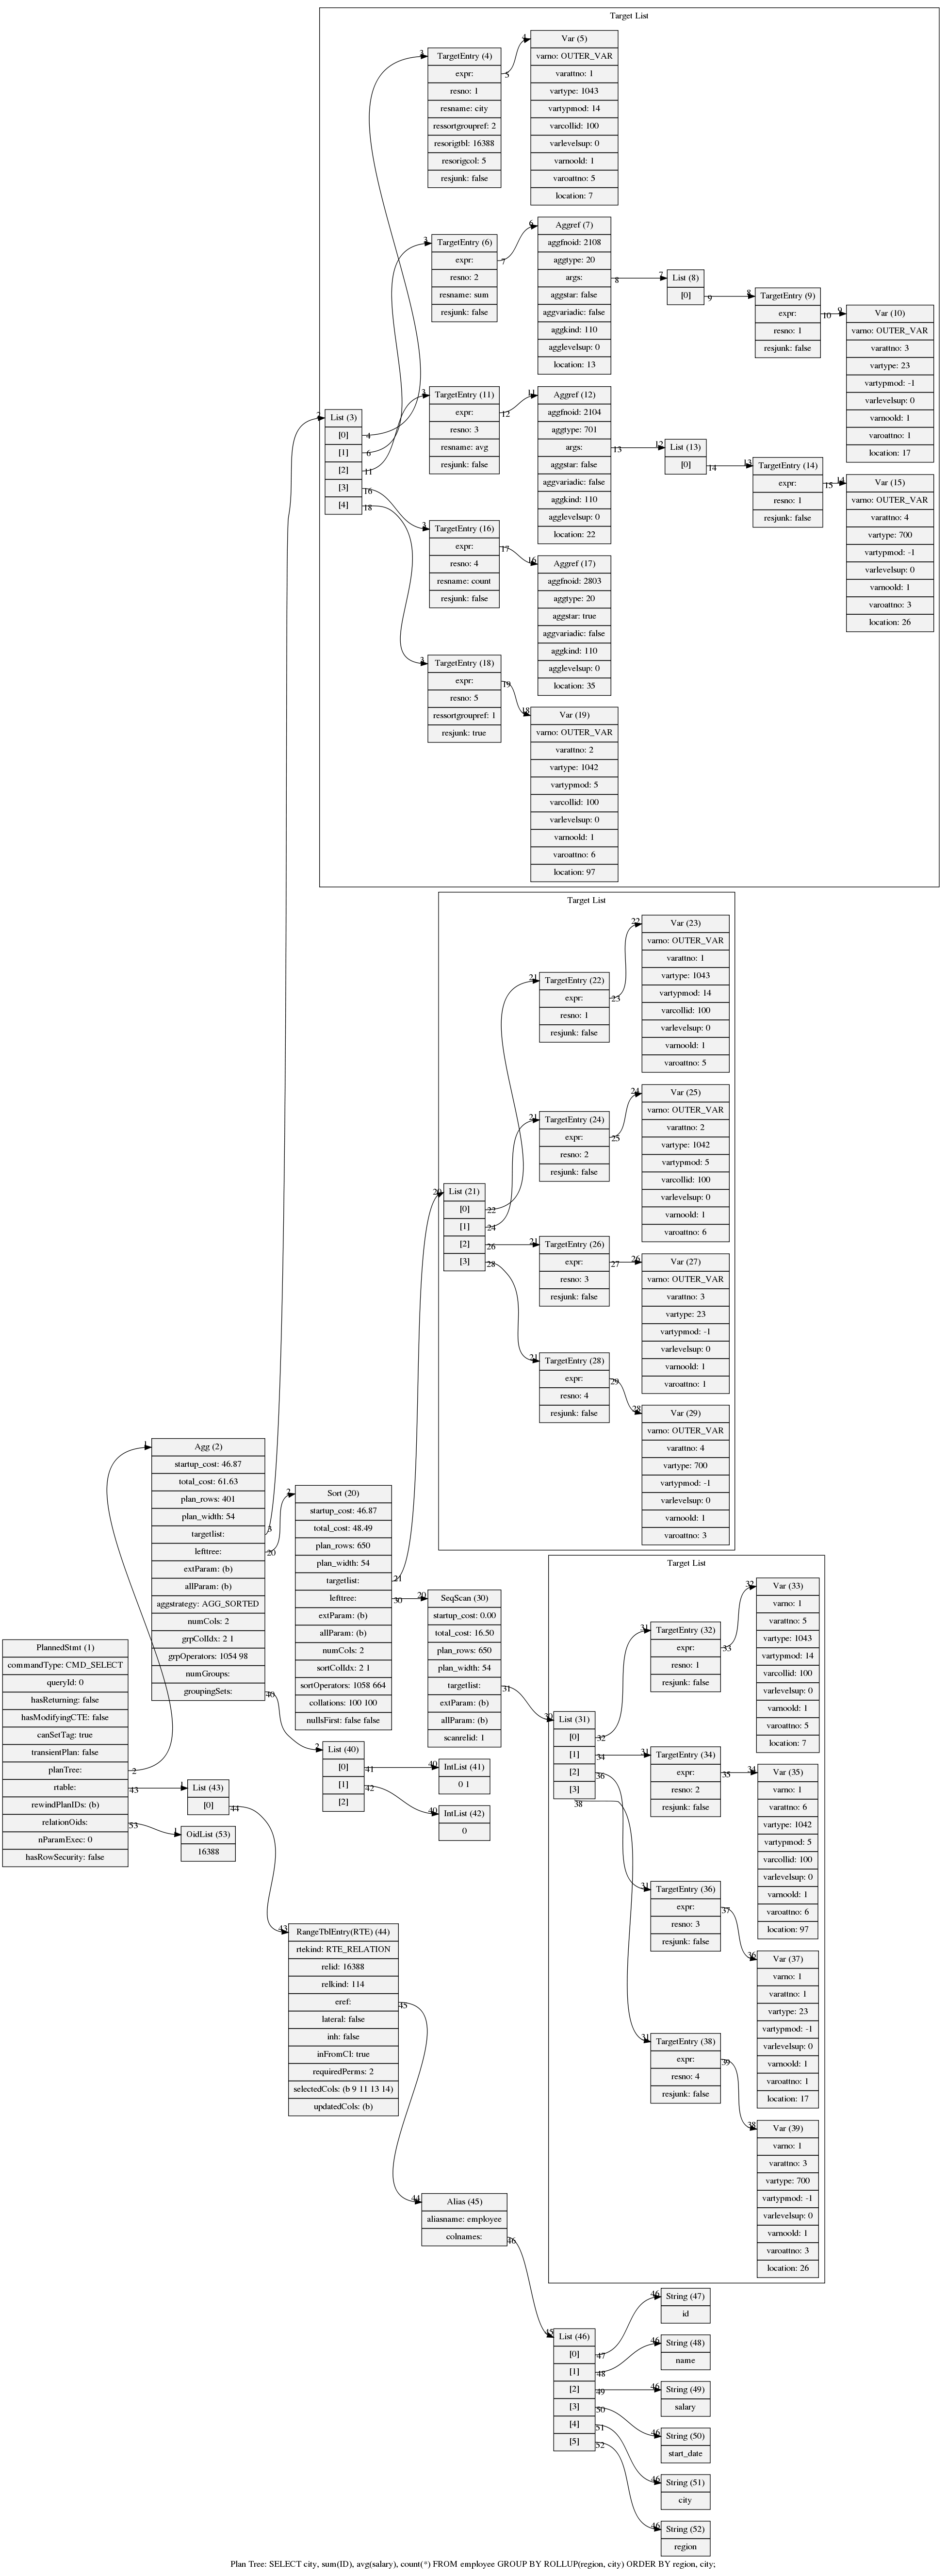 Target List
TargetEntry (4)
expr:
resno: 1
resname: city
ressortgroupref: 2
resorigtbl: 16388
resorigcol: 5
resjunk: false
Var (5)
varno: OUTER_VAR
varattno: 1
vartype: 1043
vartypmod: 14
varcollid: 100
varlevelsup: 0
varnoold: 1
varoattno: 5
location: 7
TargetEntry (6)
expr:
resno: 2
resname: sum
resjunk: false
Aggref (7)
aggfnoid: 2108
aggtype: 20
args:
aggstar: false
aggvariadic: false
aggkind: 110
agglevelsup: 0
location: 13
List (8)
[0]
TargetEntry (9)
expr:
resno: 1
resjunk: false
Var (10)
varno: OUTER_VAR
varattno: 3
vartype: 23
vartypmod: -1
varlevelsup: 0
varnoold: 1
varoattno: 1
location: 17
List (3)
[0]
[1]
[2]
[3]
[4]
TargetEntry (11)
expr:
resno: 3
resname: avg
resjunk: false
Aggref (12)
aggfnoid: 2104
aggtype: 701
args:
aggstar: false
aggvariadic: false
aggkind: 110
agglevelsup: 0
location: 22
List (13)
[0]
TargetEntry (14)
expr:
resno: 1
resjunk: false
Var (15)
varno: OUTER_VAR
varattno: 4
vartype: 700
vartypmod: -1
varlevelsup: 0
varnoold: 1
varoattno: 3
location: 26
TargetEntry (16)
expr:
resno: 4
resname: count
resjunk: false
Aggref (17)
aggfnoid: 2803
aggtype: 20
aggstar: true
aggvariadic: false
aggkind: 110
agglevelsup: 0
location: 35
TargetEntry (18)
expr:
resno: 5
ressortgroupref: 1
resjunk: true
Var (19)
varno: OUTER_VAR
varattno: 2
vartype: 1042
vartypmod: 5
varcollid: 100
varlevelsup: 0
varnoold: 1
varoattno: 6
location: 97
Target List
List (21)
[0]
[1]
[2]
[3]
TargetEntry (22)
expr:
resno: 1
resjunk: false
Var (23)
varno: OUTER_VAR
varattno: 1
vartype: 1043
vartypmod: 14
varcollid: 100
varlevelsup: 0
varnoold: 1
varoattno: 5
TargetEntry (24)
expr:
resno: 2
resjunk: false
Var (25)
varno: OUTER_VAR
varattno: 2
vartype: 1042
vartypmod: 5
varcollid: 100
varlevelsup: 0
varnoold: 1
varoattno: 6
TargetEntry (26)
expr:
resno: 3
resjunk: false
Var (27)
varno: OUTER_VAR
varattno: 3
vartype: 23
vartypmod: -1
varlevelsup: 0
varnoold: 1
varoattno: 1
TargetEntry (28)
expr:
resno: 4
resjunk: false
Var (29)
varno: OUTER_VAR
varattno: 4
vartype: 700
vartypmod: -1
varlevelsup: 0
varnoold: 1
varoattno: 3
PlannedStmt (1)
commandType: CMD_SELECT
queryId: 0
hasReturning: false
hasModifyingCTE: false
canSetTag: true
transientPlan: false
planTree:
rtable:
rewindPlanIDs: (b)
relationOids:
nParamExec: 0
hasRowSecurity: false
Agg (2)
startup_cost: 46.87
total_cost: 61.63
plan_rows: 401
plan_width: 54
targetlist:
lefttree:
extParam: (b)
allParam: (b)
aggstrategy: AGG_SORTED
numCols: 2
grpColIdx: 2 1
grpOperators: 1054 98
numGroups:
groupingSets:
Sort (20)
startup_cost: 46.87
total_cost: 48.49
plan_rows: 650
plan_width: 54
targetlist:
lefttree:
extParam: (b)
allParam: (b)
numCols: 2
sortColIdx: 2 1
sortOperators: 1058 664
collations: 100 100
nullsFirst: false false
SeqScan (30)
startup_cost: 0.00
total_cost: 16.50
plan_rows: 650
plan_width: 54
targetlist:
extParam: (b)
allParam: (b)
scanrelid: 1
Target List
List (31)
[0]
[1]
[2]
[3]
TargetEntry (32)
expr:
resno: 1
resjunk: false
Var (33)
varno: 1
varattno: 5
vartype: 1043
vartypmod: 14
varcollid: 100
varlevelsup: 0
varnoold: 1
varoattno: 5
location: 7
TargetEntry (34)
expr:
resno: 2
resjunk: false
Var (35)
varno: 1
varattno: 6
vartype: 1042
vartypmod: 5
varcollid: 100
varlevelsup: 0
varnoold: 1
varoattno: 6
location: 97
TargetEntry (36)
expr:
resno: 3
resjunk: false
Var (37)
varno: 1
varattno: 1
vartype: 23
vartypmod: -1
varlevelsup: 0
varnoold: 1
varoattno: 1
location: 17
TargetEntry (38)
expr:
resno: 4
resjunk: false
Var (39)
varno: 1
varattno: 3
vartype: 700
vartypmod: -1
varlevelsup: 0
varnoold: 1
varoattno: 3
location: 26
List (40)
[0]
[1]
[2]
IntList (41)
0 1
IntList (42)
0
List (43)
[0]
OidList (53)
16388
RangeTblEntry(RTE) (44)
rtekind: RTE_RELATION
relid: 16388
relkind: 114
eref:
lateral: false
inh: false
inFromCl: true
requiredPerms: 2
selectedCols: (b 9 11 13 14)
updatedCols: (b)
Alias (45)
aliasname: employee
colnames:
List (46)
[0]
[1]
[2]
[3]
[4]
[5]
String (47)
id
String (48)
name
String (49)
salary
String (50)
start_date
String (51)
city
String (52)
region
Plan Tree: SELECT city, sum(ID), avg(salary), count(*) FROM employee GROUP BY ROLLUP(region, city) ORDER BY region, city;